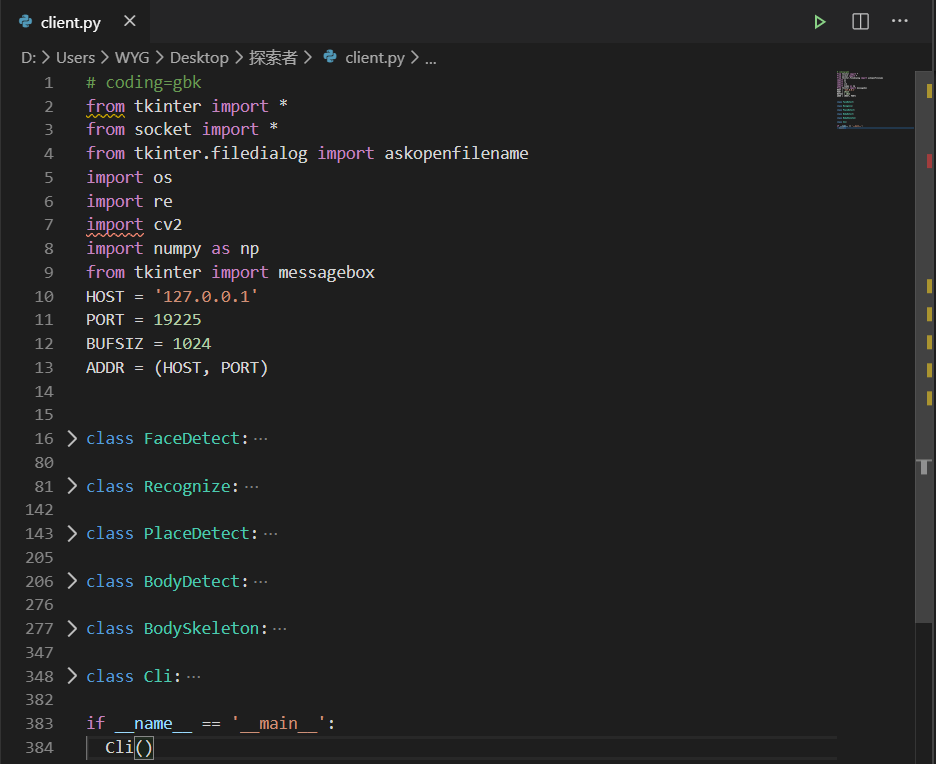 client.py
D: > Users > WYG > Desktop > 探索者 > client.py > ...
1 # coding=gbk
2 from tkinter import *
3 from socket import *
4 from tkinter.filedialog import askopenfilename
5 import os
6 import re
7 import cv2
8 import numpy as np
9 from tkinter import messagebox
10 HOST = '127.0.0.1'
11 PORT = 19225
12 BUFSIZ = 1024
13 ADDR = (HOST, PORT)
14
15
16 > class FaceDetect: ...
80
81 > class Recognize: ...
142
143 > class PlaceDetect: ...
205
206 > class BodyDetect: ...
276
277 > class BodySkeleton: ...
347
348 > class Cli: ...
382
383 if __name__ == '__main__':
384 Cli()